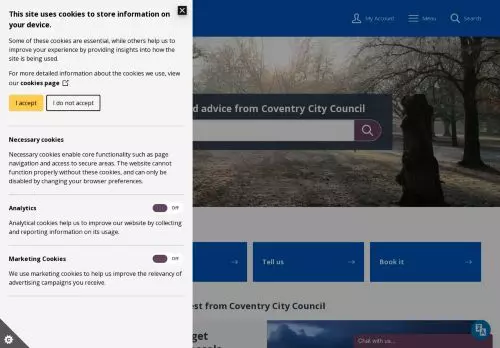 This site uses cookies to store information on
your device.
Some of these cookies are essential, while others help us to
improve your experience by providing insights into how the
site is being used.
For more detailed information about the cookies we use, view
our cookies page
I accept
I do not accept
Necessary cookies
Necessary cookies enable core functionality such as page
navigation and access to secure areas. The website cannot
function properly without these cookies, and can only be
disabled by changing your browser preferences.
Analytics
Off
Analytical cookies help us to improve our website by collecting
and reporting information on its usage.
Marketing Cookies
Off
We use marketing cookies to help us improve the relevancy of
advertising campaigns you receive.
My Account
Menu
Search
d advice from Coventry City Council
Tell us
Book it
est from Coventry City Council
Chat with us...